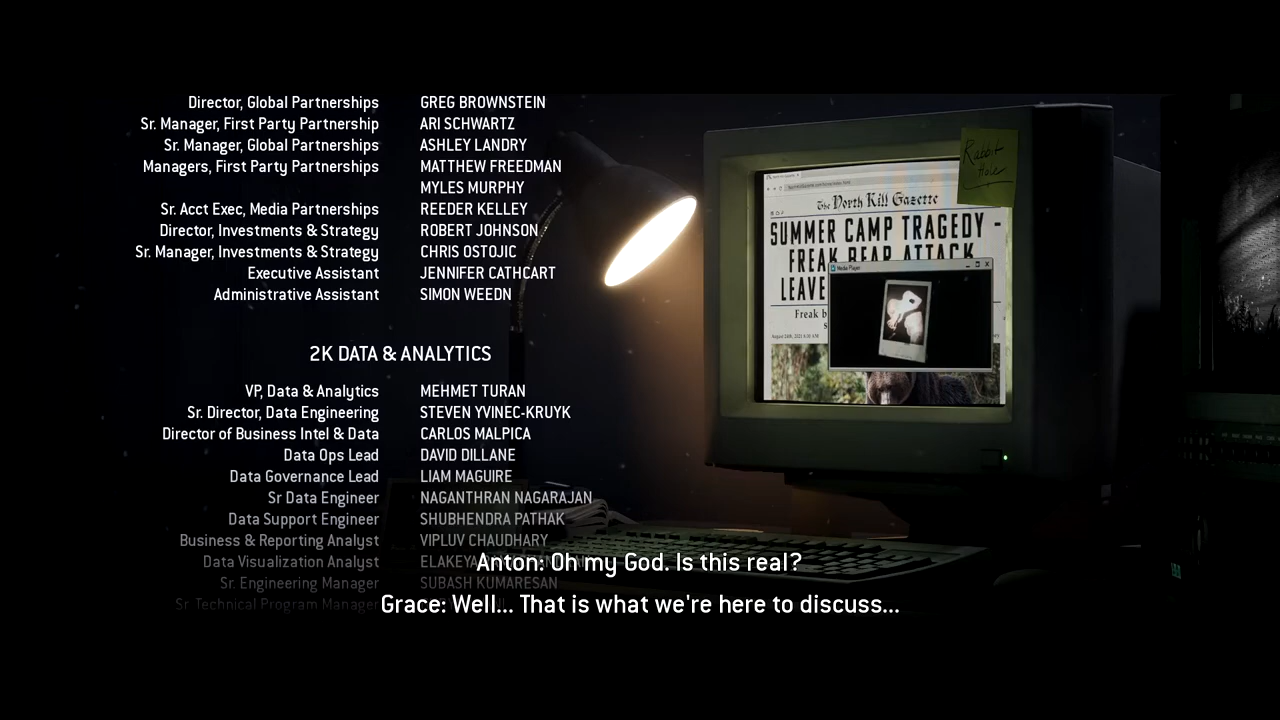 Director, Global Partnerships GREG BROWNSTEIN
Sr. Manager, First Party Partnership ARI SCHWARTZ
Sr. Manager, Global Partnerships ASHLEY LANDRY
Managers, First Party Partnerships MATTHEW FREEDMAN
MYLES MURPHY
Sr. Acct Exec, Media Partnerships REEDER KELLEY
Director, Investments & Strategy ROBERT JOHNSON
Sr. Manager, Investments & Strategy CHRIS OSTOJIC
Executive Assistant JENNIFER CATHCART
Administrative Assistant SIMON WEEDN
2K DATA & ANALYTICS
VP, Data & Analytics MEHMET TURAN
Sr. Director, Data Engineering STEVEN YVINEC-KRUYK
Director of Business Intel & Data CARLOS MALPICA
Data Ops Lead DAVID DILLANE
Data Governance Lead LIAM MAGUIRE
Sr Data Engineer NAGANTHRAN NAGARAJAN
Data Support Engineer SHUBHENDRA PATHAK
Business & Reporting Analyst VIPLUV CHAUDHARY
Data Visualization Analyst
Sr. Engineering Manager SUBASH KUMARESAN
Sr Technical Program Manager
Anton: Oh my God. Is this real?
Grace: Well... That is what we're here to discuss...
Rabbit
Hole
The North Kill Gazette
SUMMER CAMP TRAGEDY -
FREAK BEAR ATTACK
LEAVE
Media Player
Freak b
s